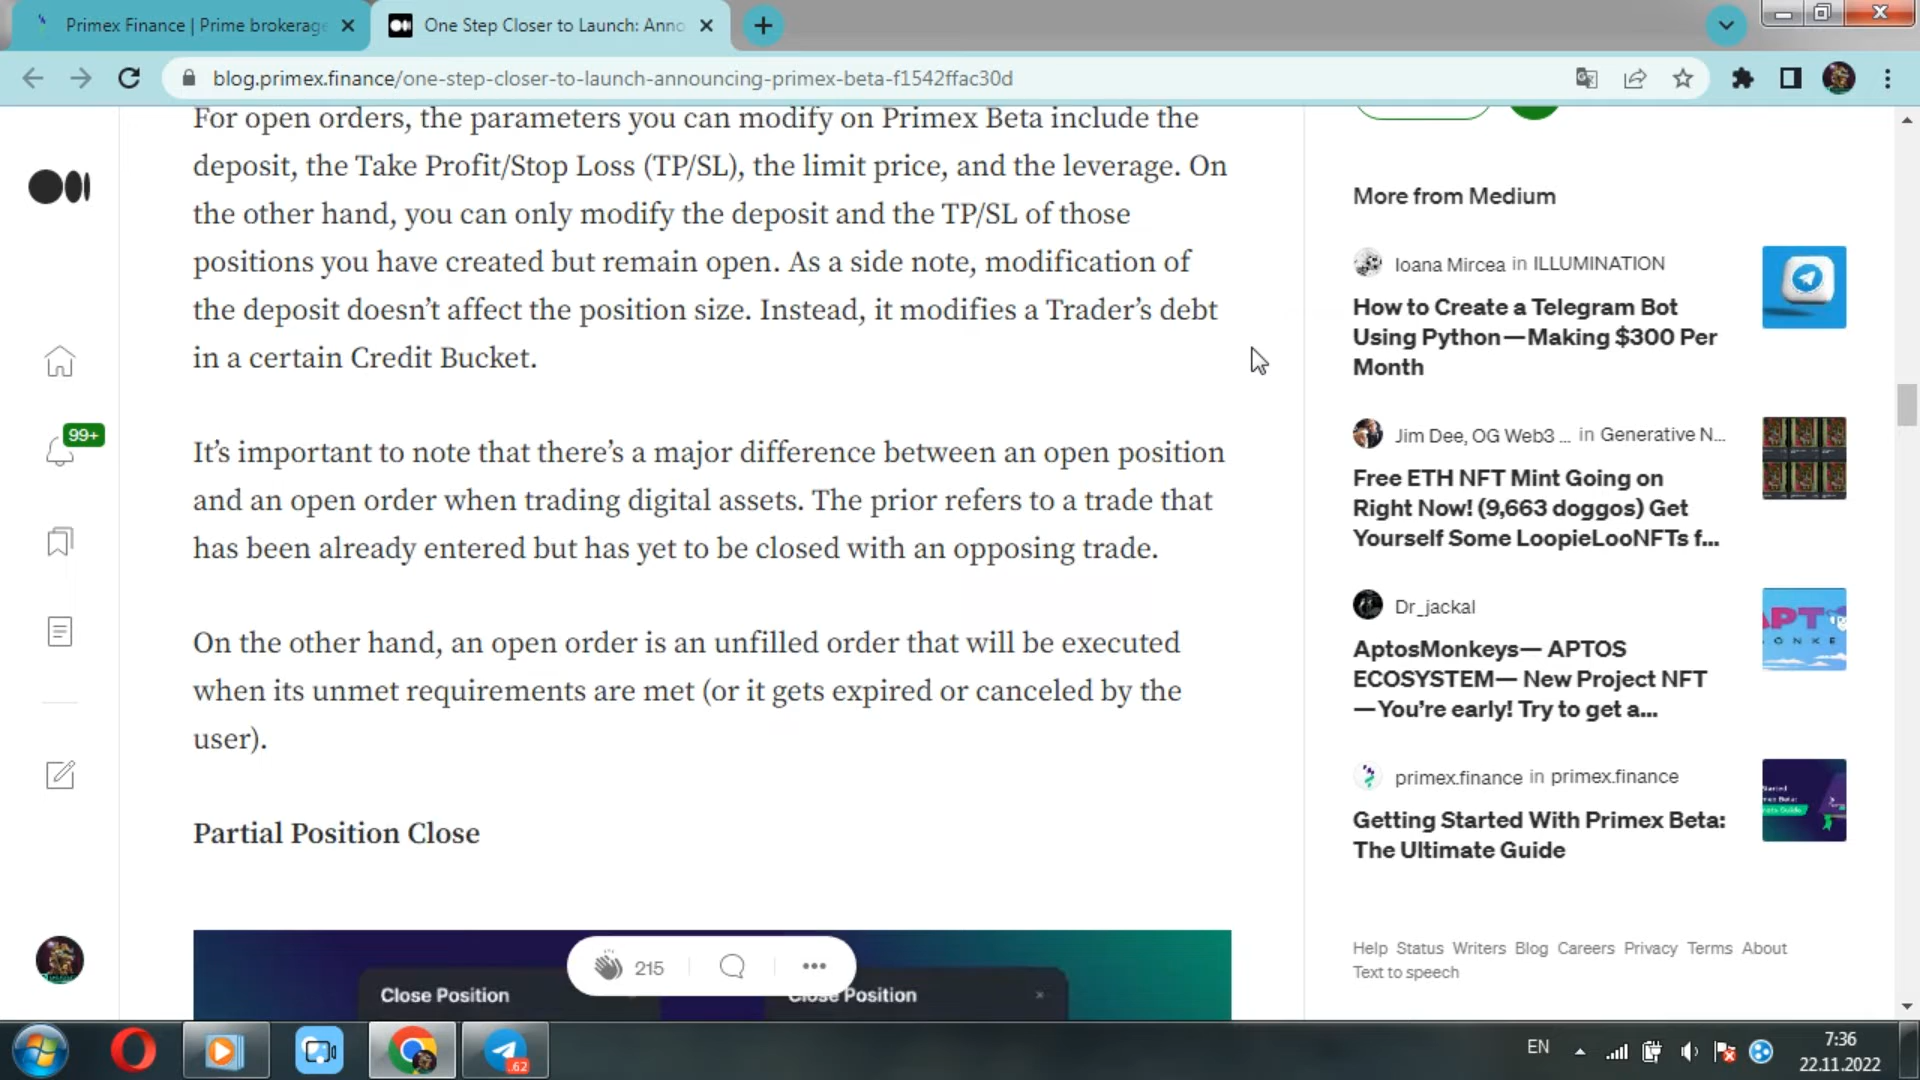 Primex Finance | Prime brokerag
One Step Closer to Launch: Anno
blog.primex.finance/one-step-closer-to-launch-announcing-primex-beta-f1542ffac30d
For open orders, the parameters you can modify on Primex Beta include the
deposit, the Take Profit/Stop Loss (TP/SL), the limit price, and the leverage. On
the other hand, you can only modify the deposit and the TP/SL of those
positions you have created but remain open. As a side note, modification of
the deposit doesn’t affect the position size. Instead, it modifies a Trader’s debt
in a certain Credit Bucket.
It’s important to note that there’s a major difference between an open position
and an open order when trading digital assets. The prior refers to a trade that
has been already entered but has yet to be closed with an opposing trade.
On the other hand, an open order is an unfilled order that will be executed
when its unmet requirements are met (or it gets expired or canceled by the
user).
Partial Position Close
Close Position
Close Position
215
99+
More from Medium
Ioana Mircea in ILLUMINATION
How to Create a Telegram Bot
Using Python—Making $300 Per
Month
Jim Dee, OG Web3 ... in Generative N...
Free ETH NFT Mint Going on
Right Now! (9,663 doggos) Get
Yourself Some LoopieLooNFTs f...
Dr_jackal
AptosMonkeys— APTOS
ECOSYSTEM— New Project NFT
—You’re early! Try to get a...
primex.finance in primex.finance
Getting Started With Primex Beta:
The Ultimate Guide
Help Status Writers Blog Careers Privacy Terms About
Text to speech
62
EN
7:36
22.11.2022